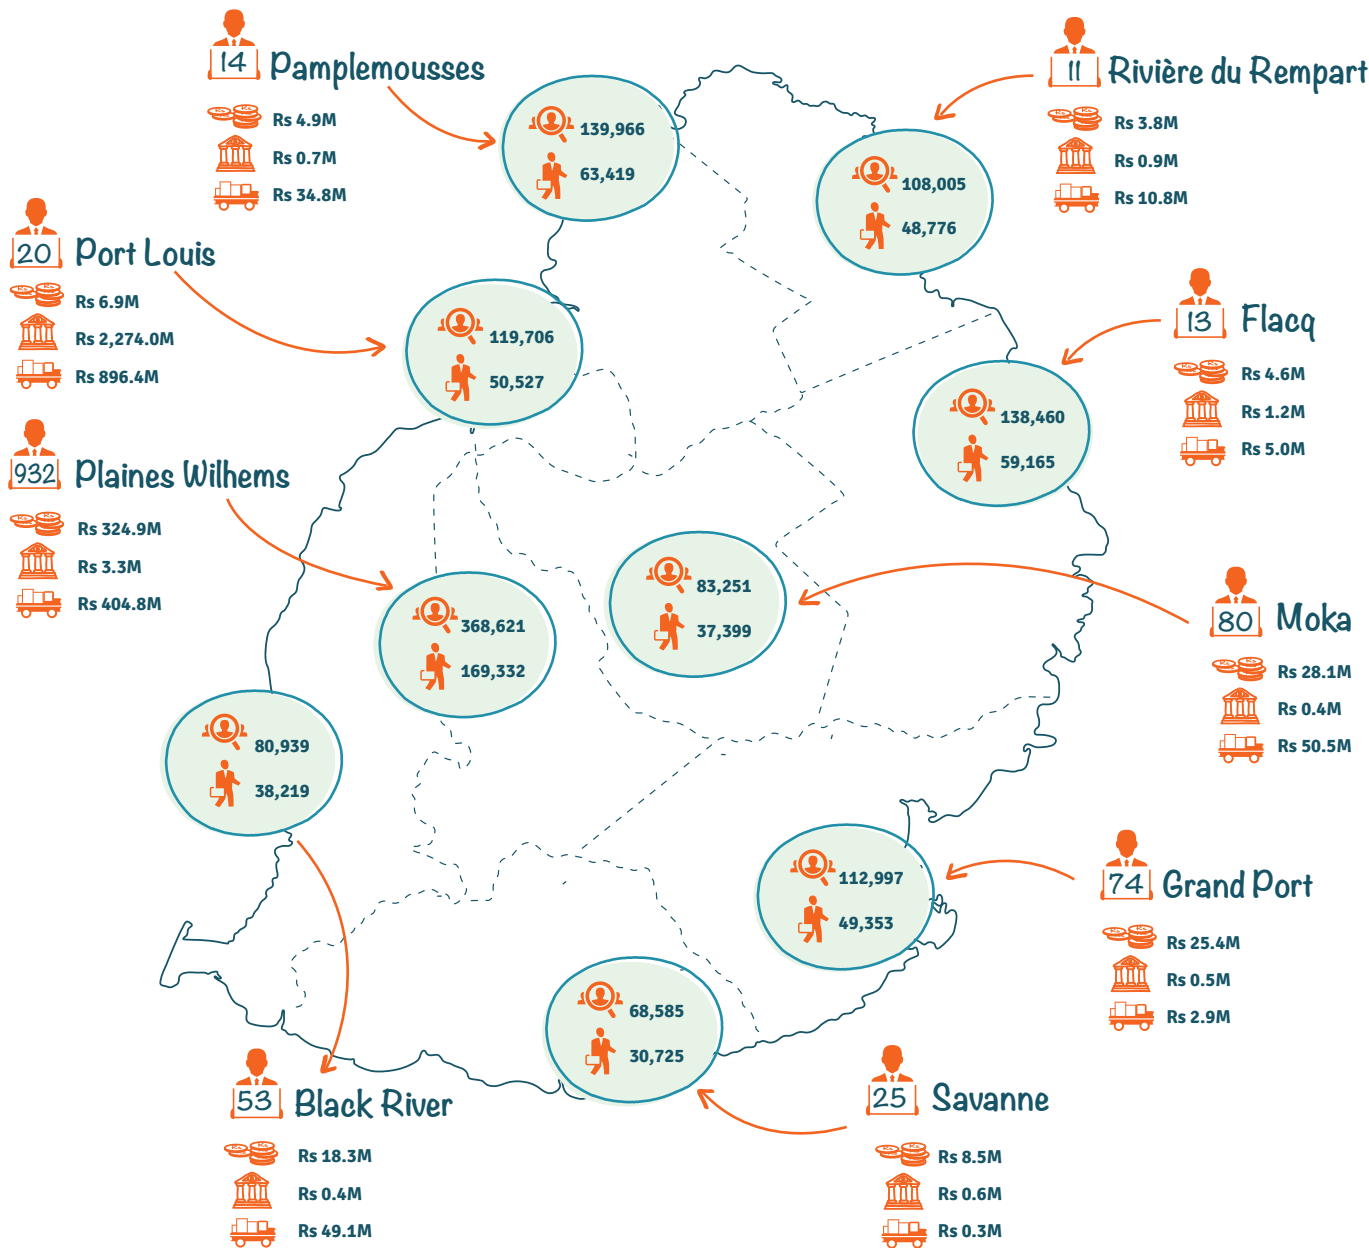 14 Pamplemousses
Rs 4.9M
Rs 0.7M
Rs 34.8M
139,966
63,419
11 Rivière du Rempart
Rs 3.8M
Rs 0.9M
Rs 10.8M
108,005
48,776
20 Port Louis
Rs 6.9M
Rs 2,274.0M
Rs 896.4M
119,706
50,527
13 Flacq
Rs 4.6M
Rs 1.2M
Rs 5.0M
138,460
59,165
932 Plaines Wilhems
Rs 324.9M
Rs 3.3M
Rs 404.8M
368,621
169,332
80 Moka
Rs 28.1M
Rs 0.4M
Rs 50.5M
83,251
37,399
80,939
38,219
53 Black River
Rs 18.3M
Rs 0.4M
Rs 49.1M
112,997
49,353
74 Grand Port
Rs 25.4M
Rs 0.5M
Rs 2.9M
68,585
30,725
25 Savanne
Rs 8.5M
Rs 0.6M
Rs 0.3M